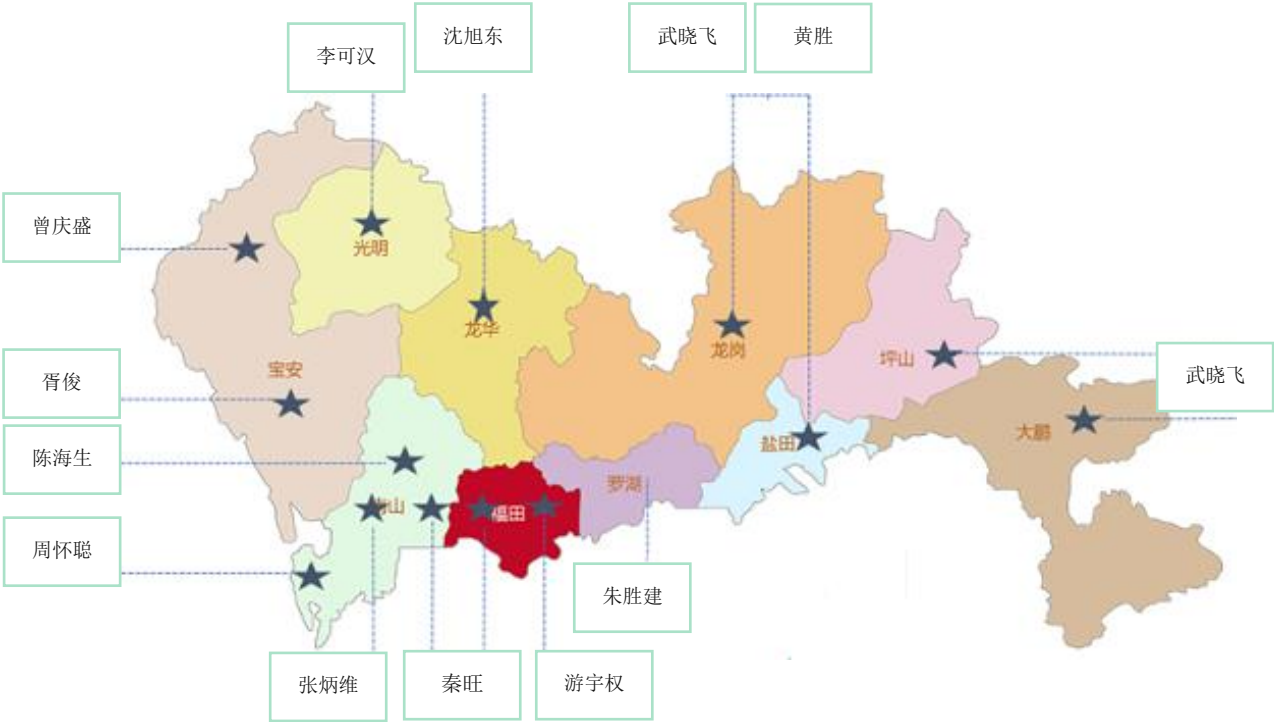 沈旭东
武晓飞
黄胜
李可汉
曾庆盛
光明
龙华
龙岗
坪山
宝安
武晓飞
胥俊
大鹏
盐田
陈海生
罗湖
南山
福田
周怀聪
朱胜建
张炳维
秦旺
游宇权